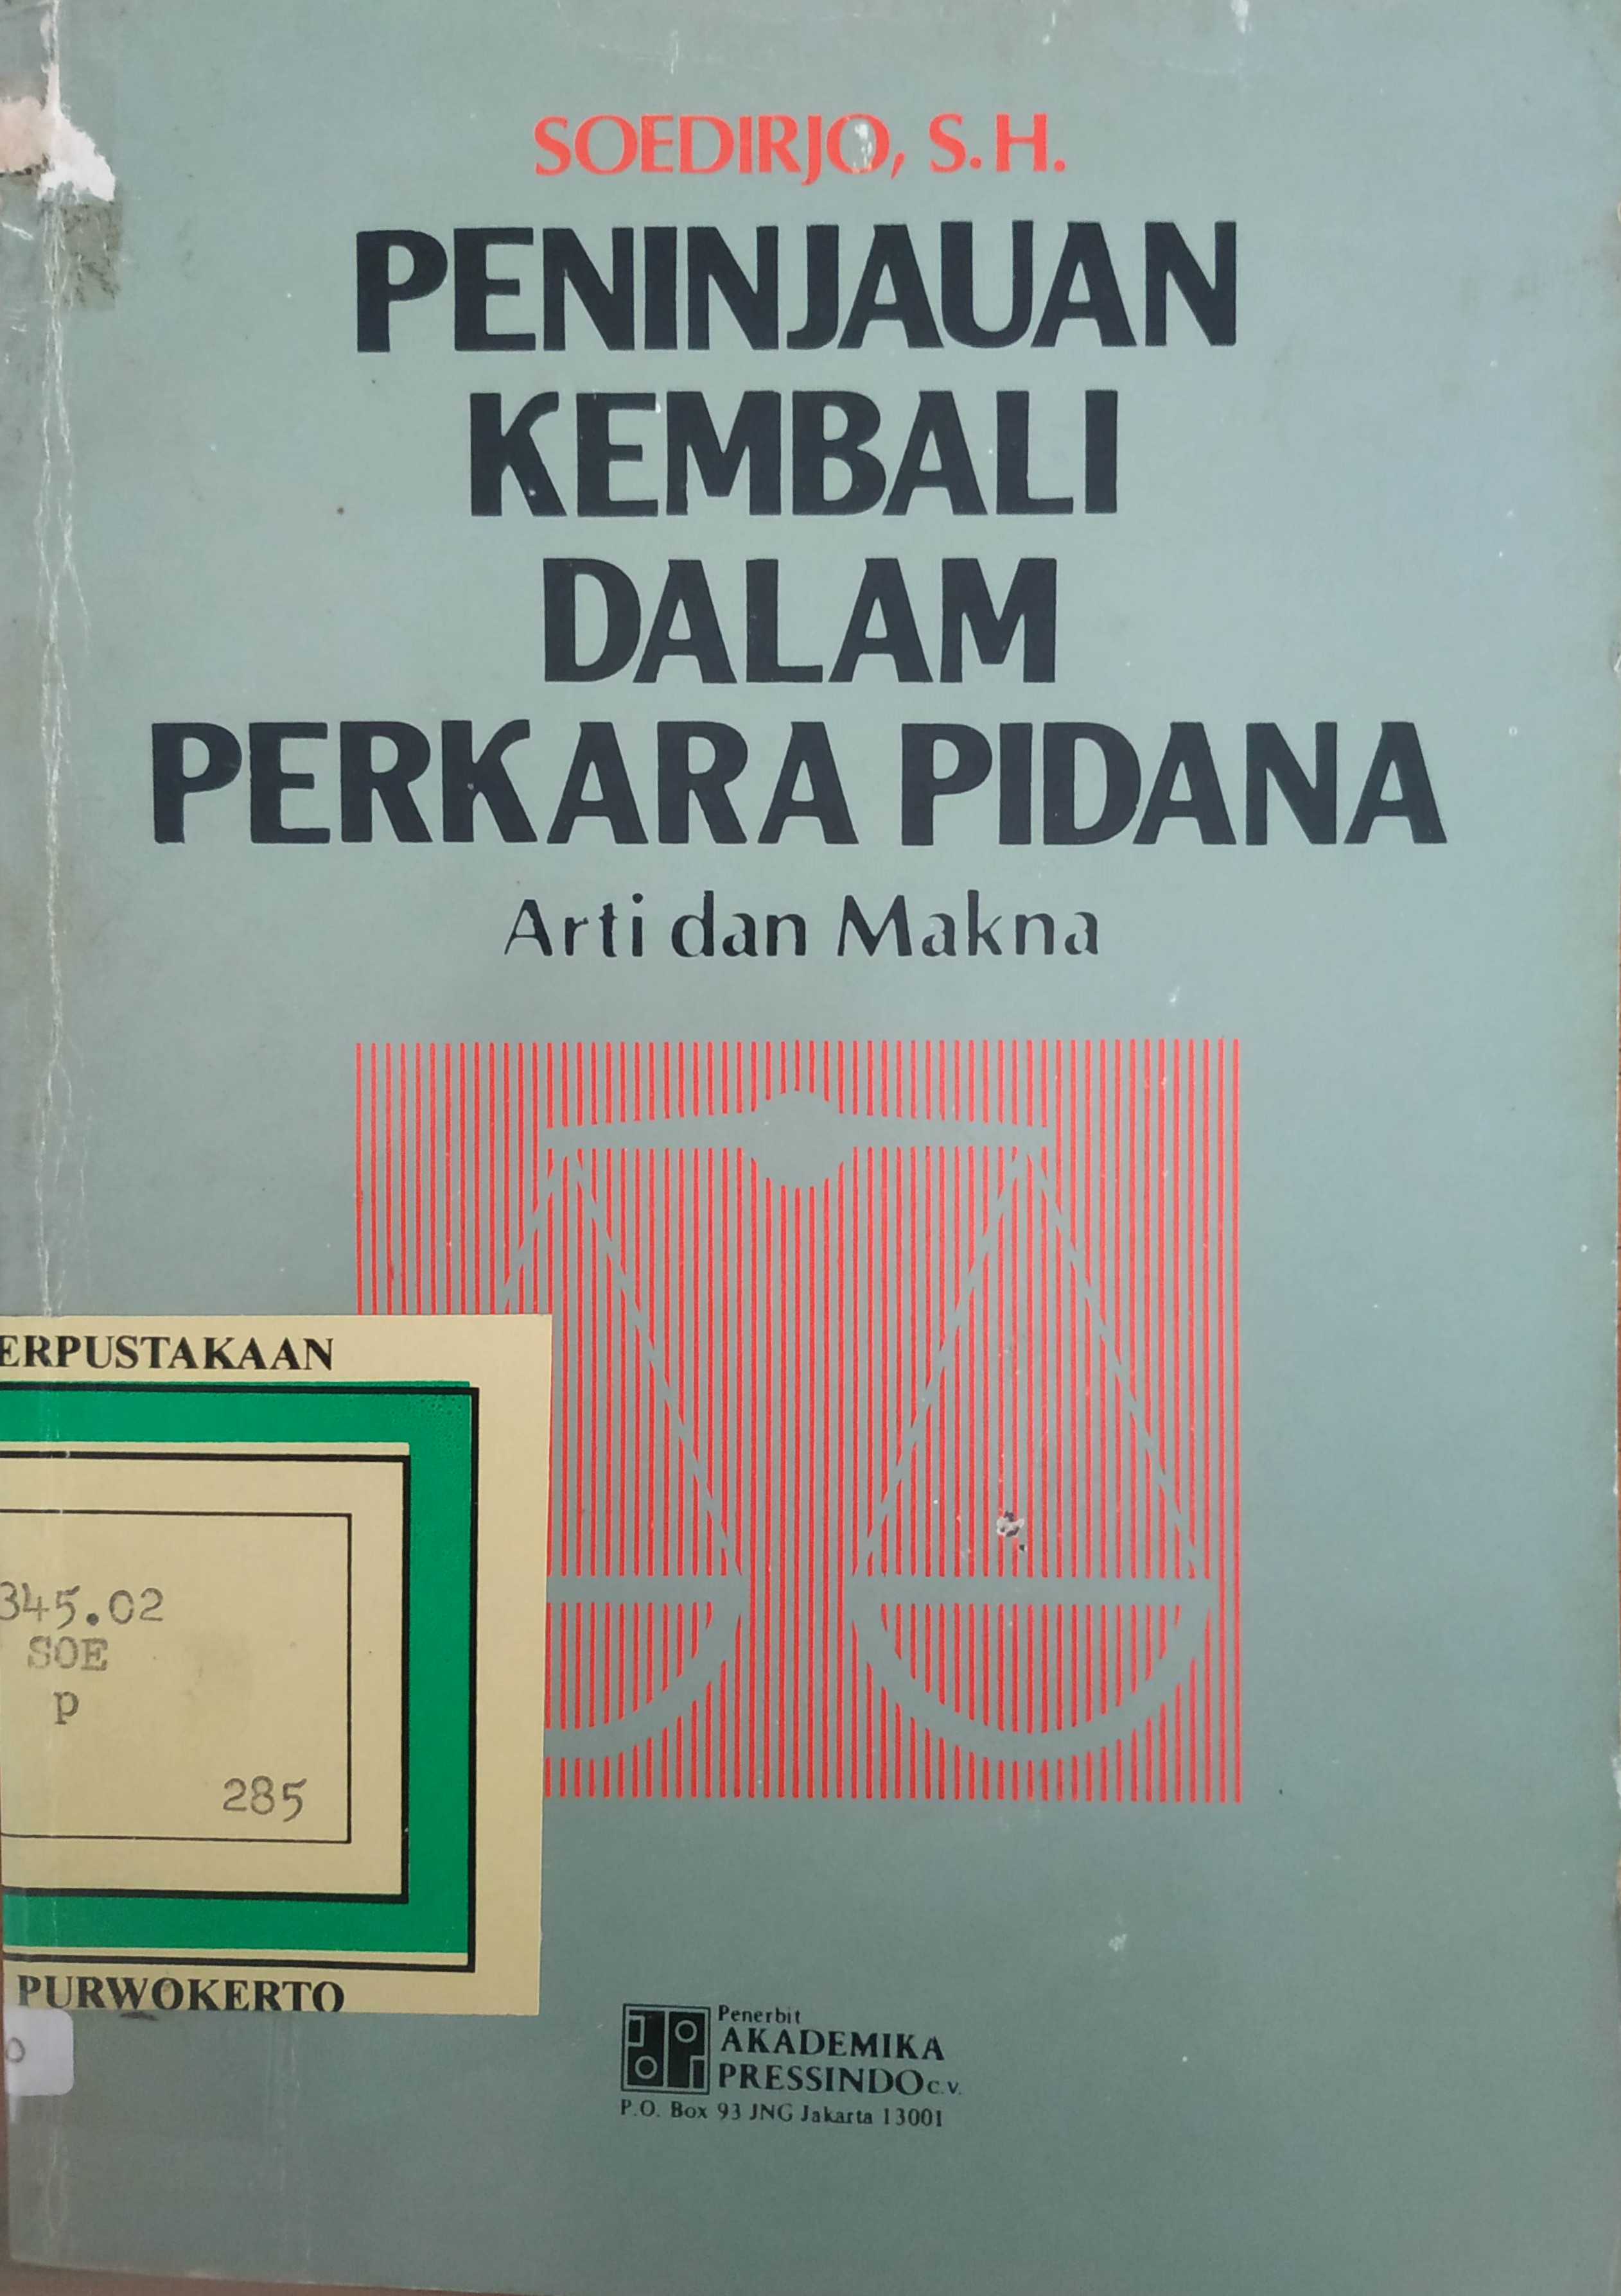 SOEDIRJO, S.H.
PENINJAUAN
KEMBALI
DALAM
PERKARA PIDANA
Arti dan Makna
ERPUSTAKAAN
345.02
SOE
p
285
PURWOKERTO
Penerbit
AKADEMIKA
PRESSINDO C.V.
P.O. Box 93 JNG Jakarta 13001